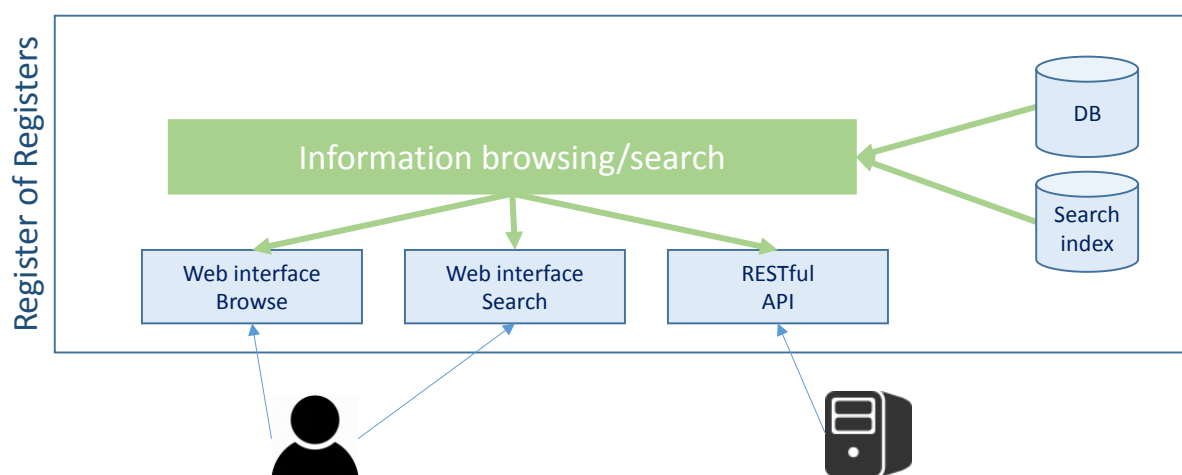 Register of Registers
DB
Information browsing/search
Search
index
Web interface
Browse
Web interface
Search
RESTful
API